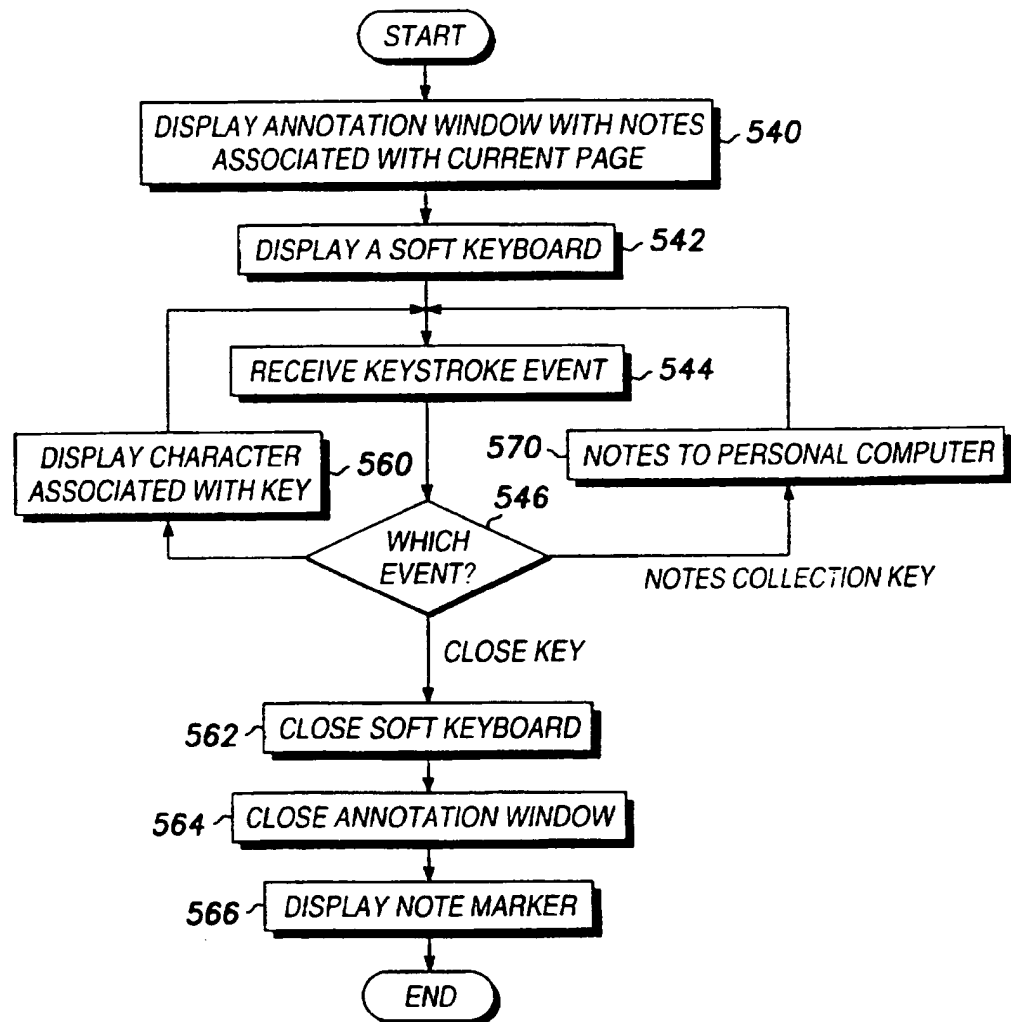 START
DISPLAY ANNOTATION WINDOW WITH NOTES
ASSOCIATED WITH CURRENT PAGE
540
DISPLAY A SOFT KEYBOARD
542
RECEIVE KEYSTROKE EVENT
544
DISPLAY CHARACTER
ASSOCIATED WITH KEY
560
570
NOTES TO PERSONAL COMPUTER
546
WHICH
EVENT?
NOTES COLLECTION KEY
CLOSE KEY
562
CLOSE SOFT KEYBOARD
564
CLOSE ANNOTATION WINDOW
566
DISPLAY NOTE MARKER
END